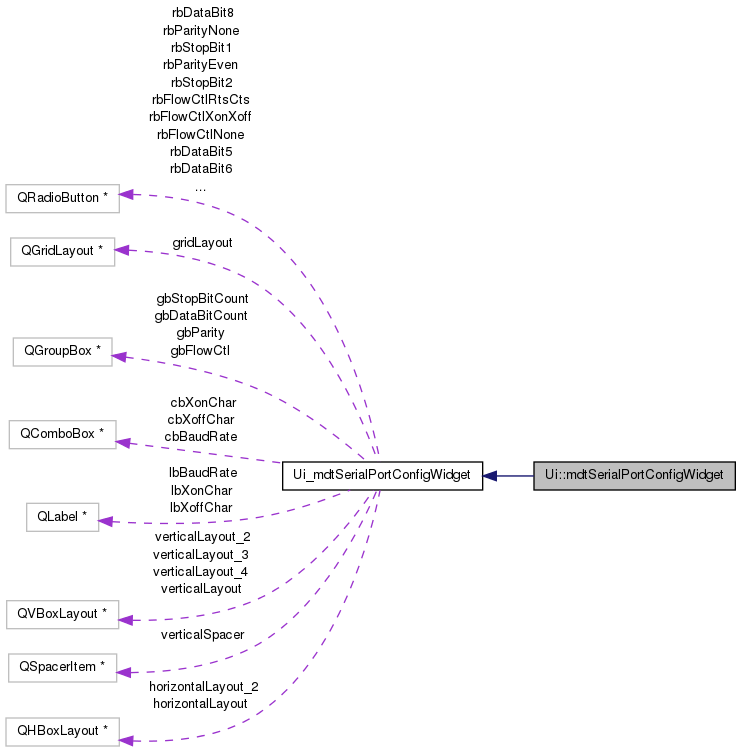 rbDataBit8
rbParityNone
rbStopBit1
rbParityEven
rbStopBit2
rbFlowCtlRtsCts
rbFlowCtlXonXoff
rbFlowCtlNone
rbDataBit5
rbDataBit6
...
QRadioButton *
gridLayout
QGridLayout *
gbStopBitCount
gbDataBitCount
gbParity
gbFlowCtl
QGroupBox *
cbXonChar
cbXoffChar
cbBaudRate
QComboBox *
Ui_mdtSerialPortConfigWidget
Ui::mdtSerialPortConfigWidget
lbBaudRate
lbXonChar
lbXoffChar
QLabel *
verticalLayout_2
verticalLayout_3
verticalLayout_4
verticalLayout
QVBoxLayout *
verticalSpacer
QSpacerItem *
horizontalLayout_2
horizontalLayout
QHBoxLayout *